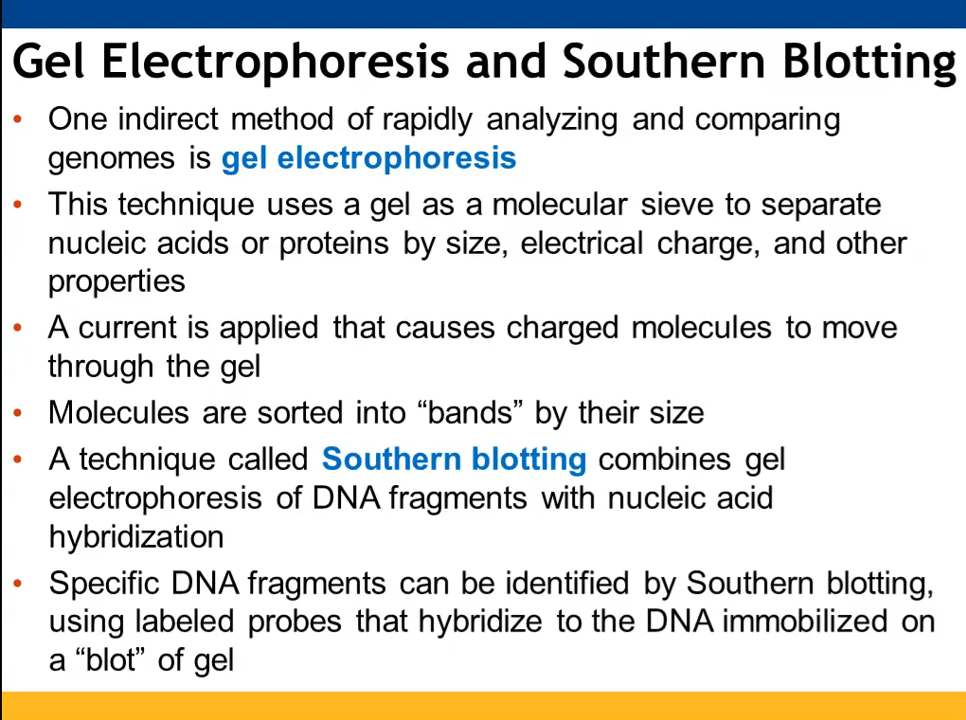 Gel Electrophoresis and Southern Blotting
• One indirect method of rapidly analyzing and comparing
genomes is gel electrophoresis
• This technique uses a gel as a molecular sieve to separate
nucleic acids or proteins by size, electrical charge, and other
properties
• A current is applied that causes charged molecules to move
through the gel
• Molecules are sorted into “bands” by their size
• A technique called Southern blotting combines gel
electrophoresis of DNA fragments with nucleic acid
hybridization
• Specific DNA fragments can be identified by Southern blotting,
using labeled probes that hybridize to the DNA immobilized on
a “blot” of gel